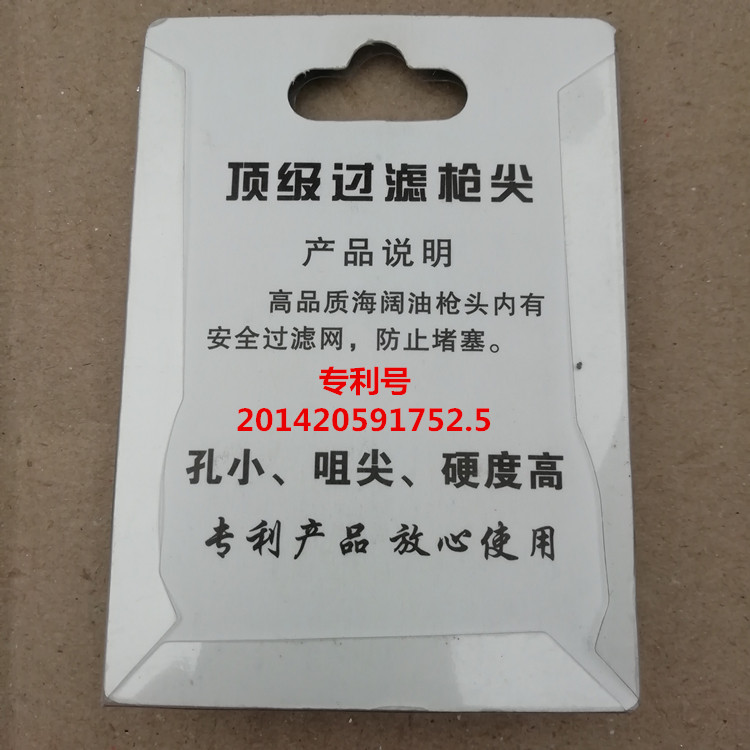 顶级过滤枪尖
产品说明
高品质海阔油枪头内有
安全过滤网，防止堵塞。
专利号
201420591752.5
孔小、咀尖、硬度高
专利产品 放心使用